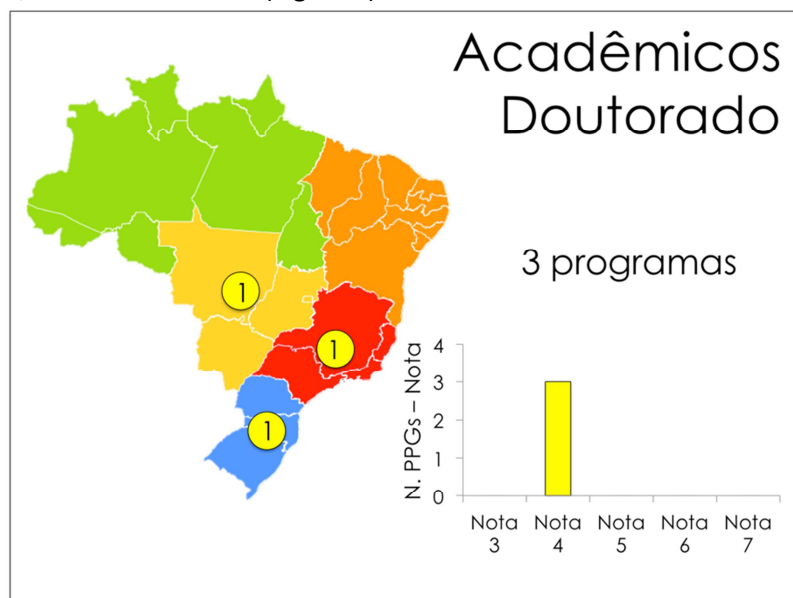 Acadêmicos
Doutorado
3 programas
1
1
1
N. PPGs – Nota
4
3
2
1
0
Nota 3
Nota 4
Nota 5
Nota 6
Nota 7